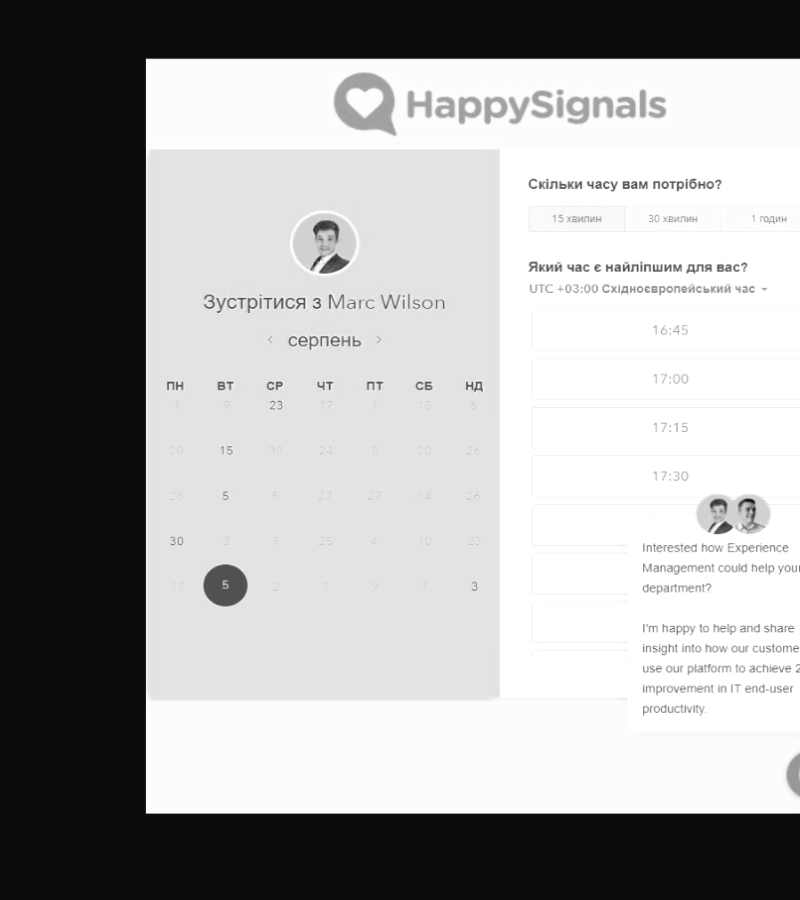 HappySignals
Зустрітися з Marc Wilson
серпень
ПН ВТ СР ЧТ ПТ СБ НД
1 9 23 17 1 18 6
20 15 30 24 8 20 26
28 5 5 27 27 14 26
30 3 7 25 4 10 23
17 5 2 1 9 7 3
Скільки часу вам потрібно?
15 хвилин 30 хвилин 1 годин
Який час є найліпшим для вас?
UTC +03:00 Східноєвропейський час
16:45
17:00
17:15
17:30
Interested how Experience
Management could help your
department?
I'm happy to help and share
insight into how our custome
use our platform to achieve 2
improvement in IT end-user
productivity.